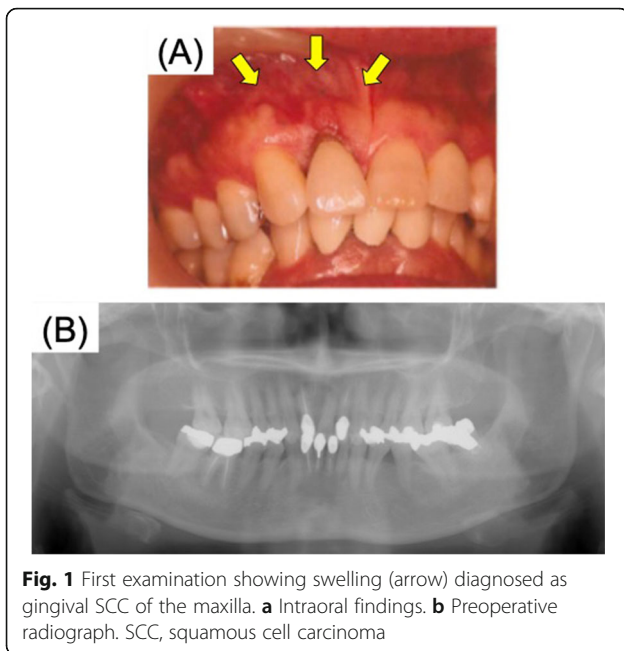 (A)
(B)
Fig. 1 First examination showing swelling (arrow) diagnosed as
gingival SCC of the maxilla. a Intraoral findings. b Preoperative
radiograph. SCC, squamous cell carcinoma